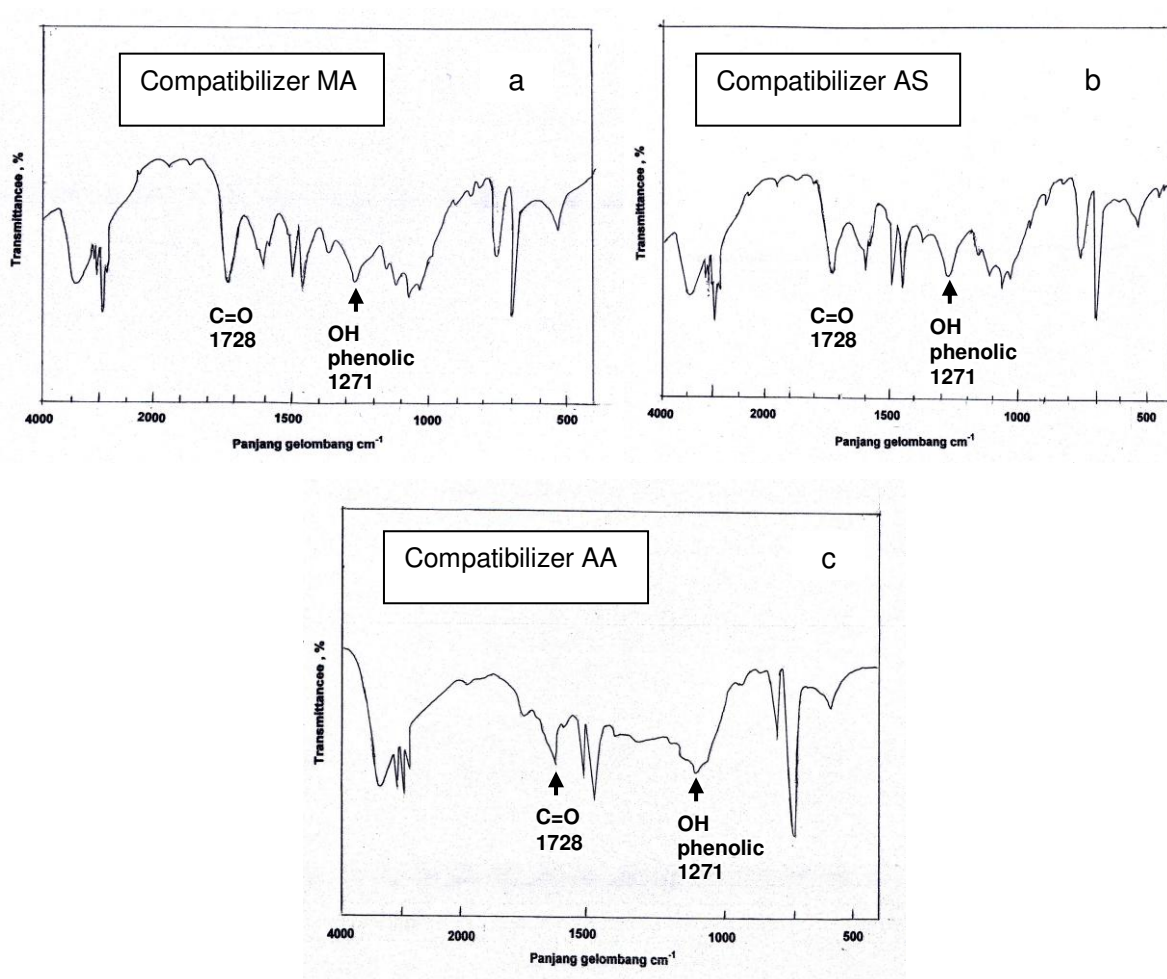 Compatibilizer MA
a
Transmittancee , %
C=O
1728
OH
phenolic
1271
4000 2000 1500 1000 500
Panjang gelombang cm-1
Compatibilizer AS
b
Transmittancee , %
C=O
1728
OH
phenolic
1271
4000 2000 1500 1000 500
Panjang gelombang cm-1
Compatibilizer AA
c
Transmittancee , %
C=O
1728
OH
phenolic
1271
4000 2000 1500 1000 500
Panjang gelombang cm-1